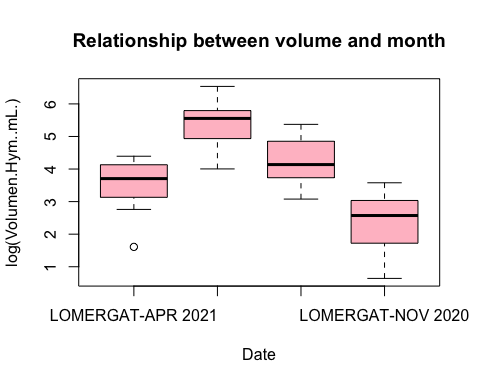 Relationship between volume and month
log(Volumen.Hym..mL.)
6
5
4
3
2
1
LOMERGAT-APR 2021 LOMERGAT-NOV 2020
Date